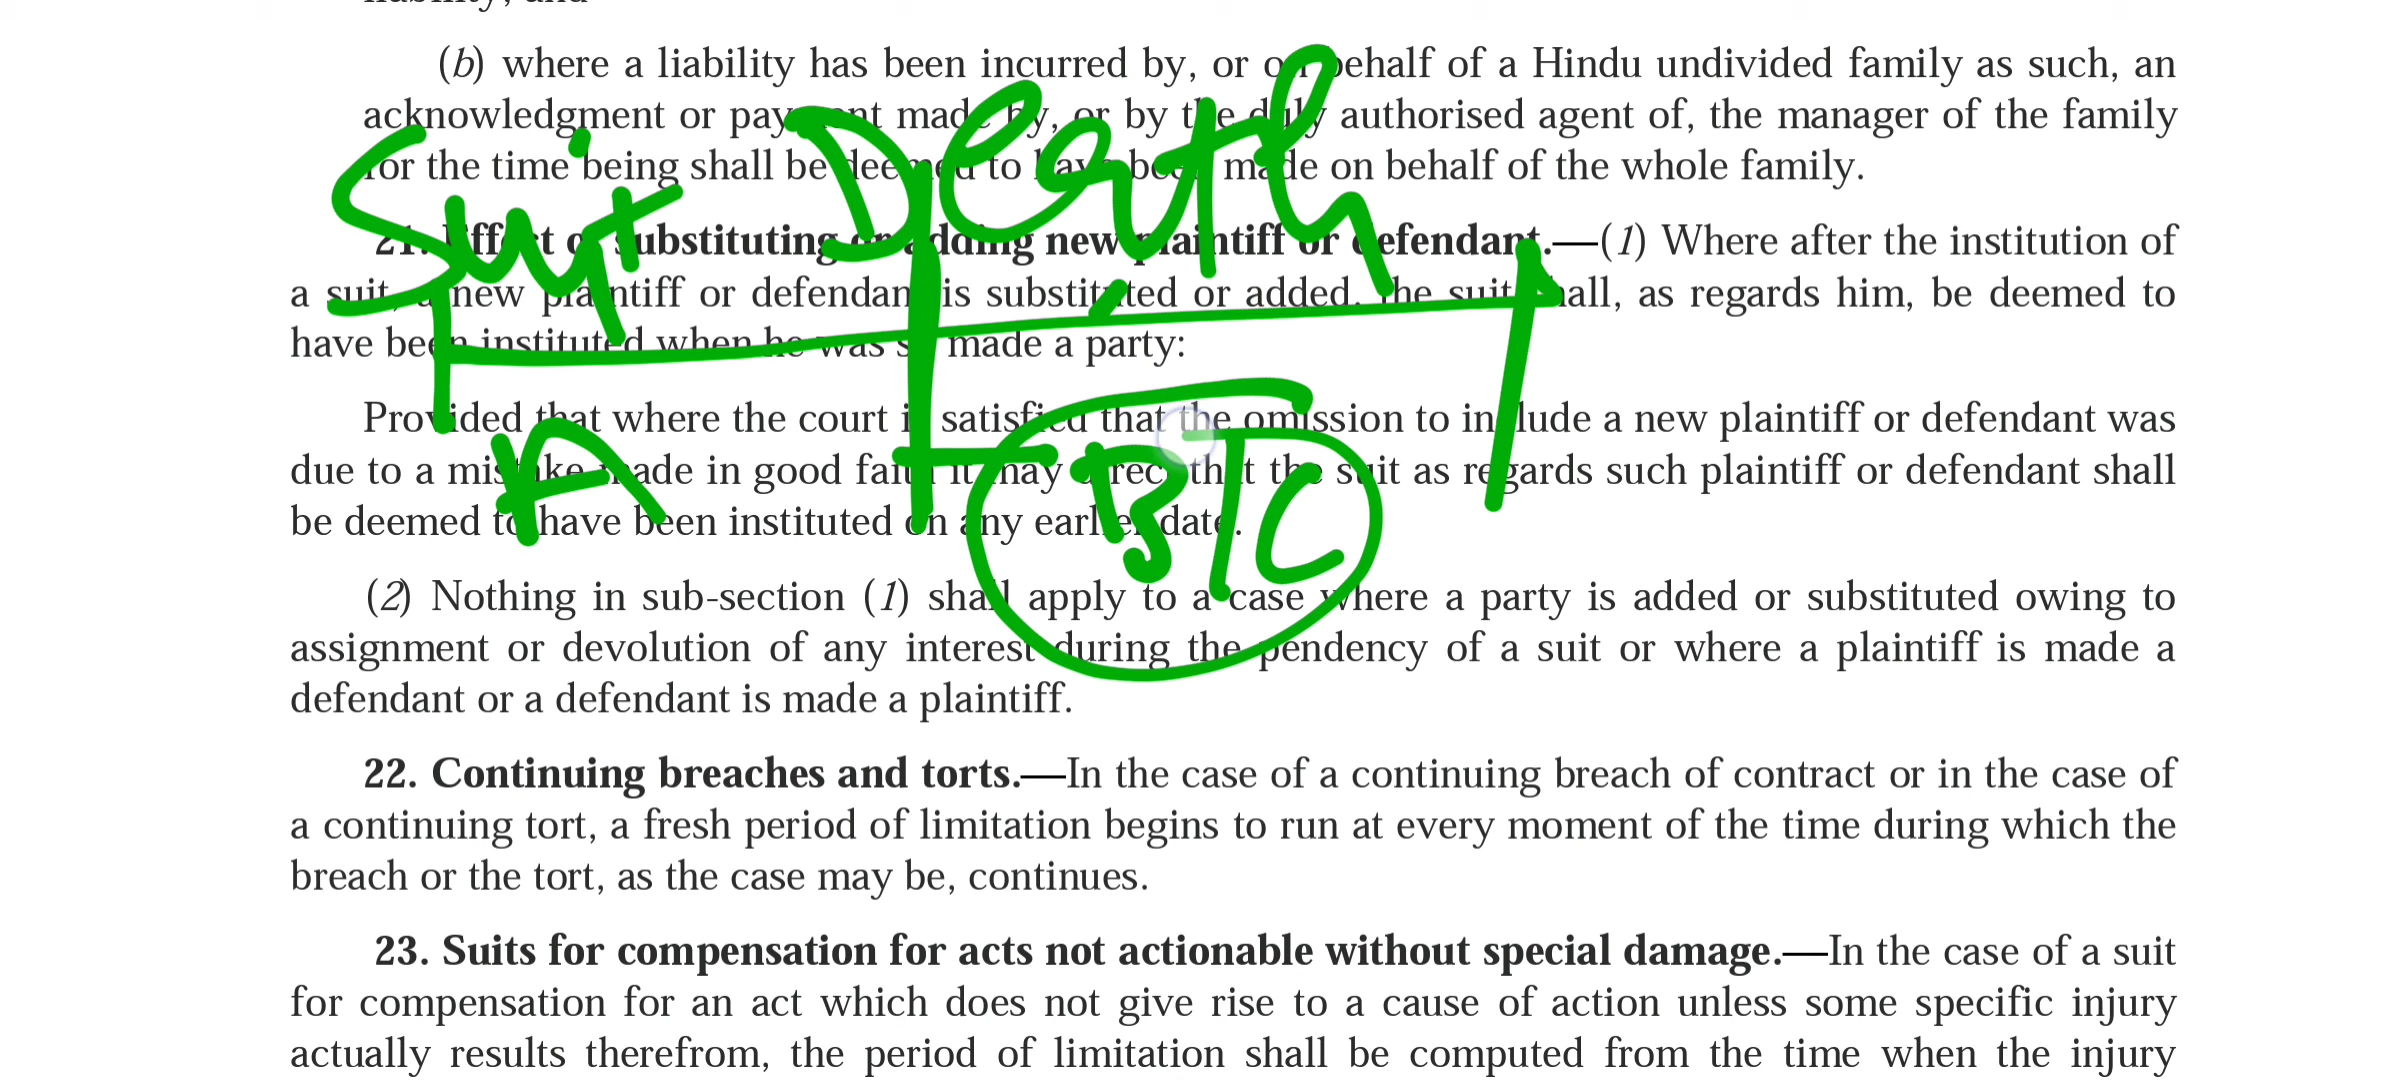 liability, and
(b) where a liability has been incurred by, or on behalf of a Hindu undivided family as such, an
acknowledgment or payment made by, or by the duly authorised agent of, the manager of the family
for the time being shall be deemed to have been made on behalf of the whole family.
Suit Death
21. Effect of substituting or adding new plaintiff or defendant.—(1) Where after the institution of
a suit, a new plaintiff or defendant is substituted or added, the suit shall, as regards him, be deemed to
have been instituted when he was so made a party:
Provided that where the court is satisfied that the omission to include a new plaintiff or defendant was
due to a mistake made in good faith it may direct that the suit as regards such plaintiff or defendant shall
be deemed to have been instituted on any earlier date.
A BTC
(2) Nothing in sub-section (1) shall apply to a case where a party is added or substituted owing to
assignment or devolution of any interest during the pendency of a suit or where a plaintiff is made a
defendant or a defendant is made a plaintiff.
22. Continuing breaches and torts.—In the case of a continuing breach of contract or in the case of
a continuing tort, a fresh period of limitation begins to run at every moment of the time during which the
breach or the tort, as the case may be, continues.
23. Suits for compensation for acts not actionable without special damage.—In the case of a suit
for compensation for an act which does not give rise to a cause of action unless some specific injury
actually results therefrom, the period of limitation shall be computed from the time when the injury